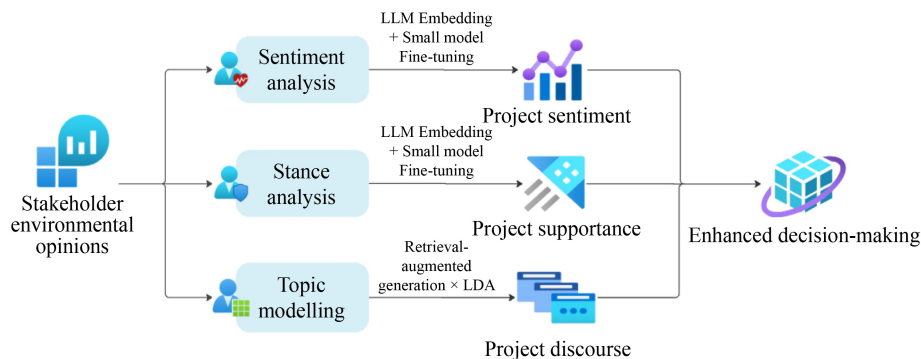 Stakeholder
environmental
opinions
Sentiment
analysis
LLM Embedding
+ Small model
Fine-tuning
Project sentiment
Stance
analysis
LLM Embedding
+ Small model
Fine-tuning
Project supportance
Topic
modelling
Retrieval-
augmented
generation × LDA
Project discourse
Enhanced decision-making